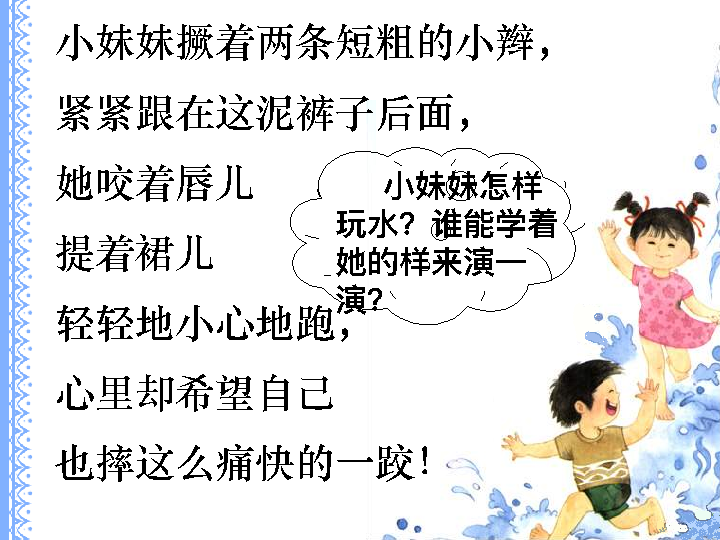 小妹妹撅着两条短粗的小辫，
紧紧跟在这泥裤子后面，
她咬着唇儿
提着裙儿
轻轻地小心地跑，
心里却希望自己
也摔这么痛快的一跤！
小妹妹怎样
玩水？谁能学着
她的样来演一
演？